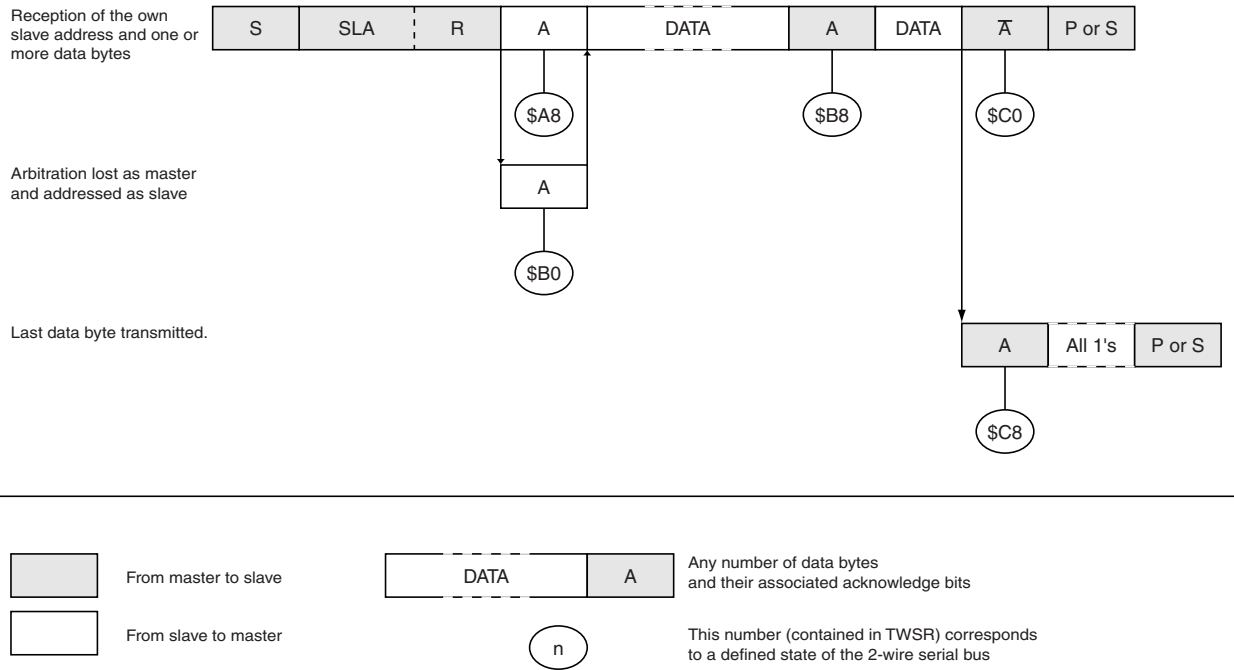 Reception of the own
slave address and one or
more data bytes
S SLA R A DATA A DATA A̅ P or S
$A8 $B8 $C0
Arbitration lost as master
and addressed as slave
A
$B0
Last data byte transmitted.
A All 1's P or S
$C8
From master to slave
DATA A
Any number of data bytes
and their associated acknowledge bits
From slave to master
n
This number (contained in TWSR) corresponds
to a defined state of the 2-wire serial bus